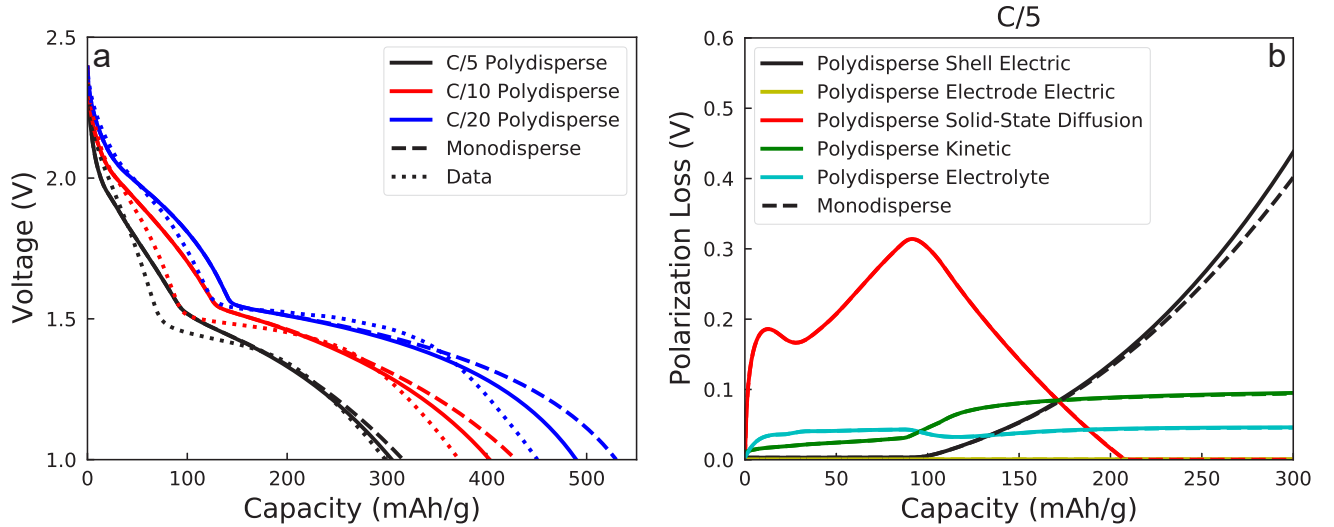 a
2.5
2.0
1.5
1.0
Voltage (V)
C/5 Polydisperse
C/10 Polydisperse
C/20 Polydisperse
Monodisperse
Data
0
100
200
300
400
500
Capacity (mAh/g)
C/5
b
0.6
0.5
0.4
0.3
0.2
0.1
0.0
Polarization Loss (V)
Polydisperse Shell Electric
Polydisperse Electrode Electric
Polydisperse Solid-State Diffusion
Polydisperse Kinetic
Polydisperse Electrolyte
Monodisperse
0
50
100
150
200
250
300
Capacity (mAh/g)